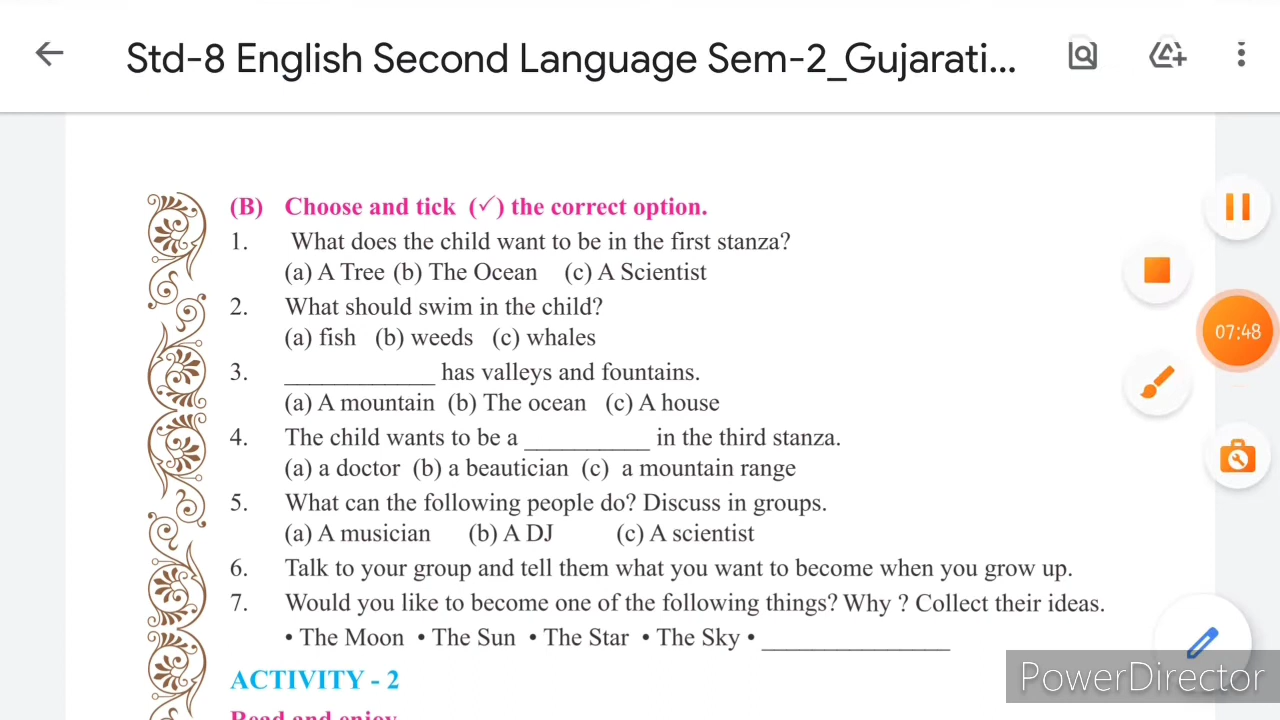 Std-8 English Second Language Sem-2_Gujarati...
(B) Choose and tick (✓) the correct option.
1. What does the child want to be in the first stanza?
(a) A Tree (b) The Ocean (c) A Scientist
2. What should swim in the child?
(a) fish (b) weeds (c) whales
3. ____________ has valleys and fountains.
(a) A mountain (b) The ocean (c) A house
4. The child wants to be a __________ in the third stanza.
(a) a doctor (b) a beautician (c) a mountain range
5. What can the following people do? Discuss in groups.
(a) A musician (b) A DJ (c) A scientist
6. Talk to your group and tell them what you want to become when you grow up.
7. Would you like to become one of the following things? Why ? Collect their ideas.
• The Moon • The Sun • The Star • The Sky • _______________
ACTIVITY - 2
Read and enjoy
07:48
PowerDirector